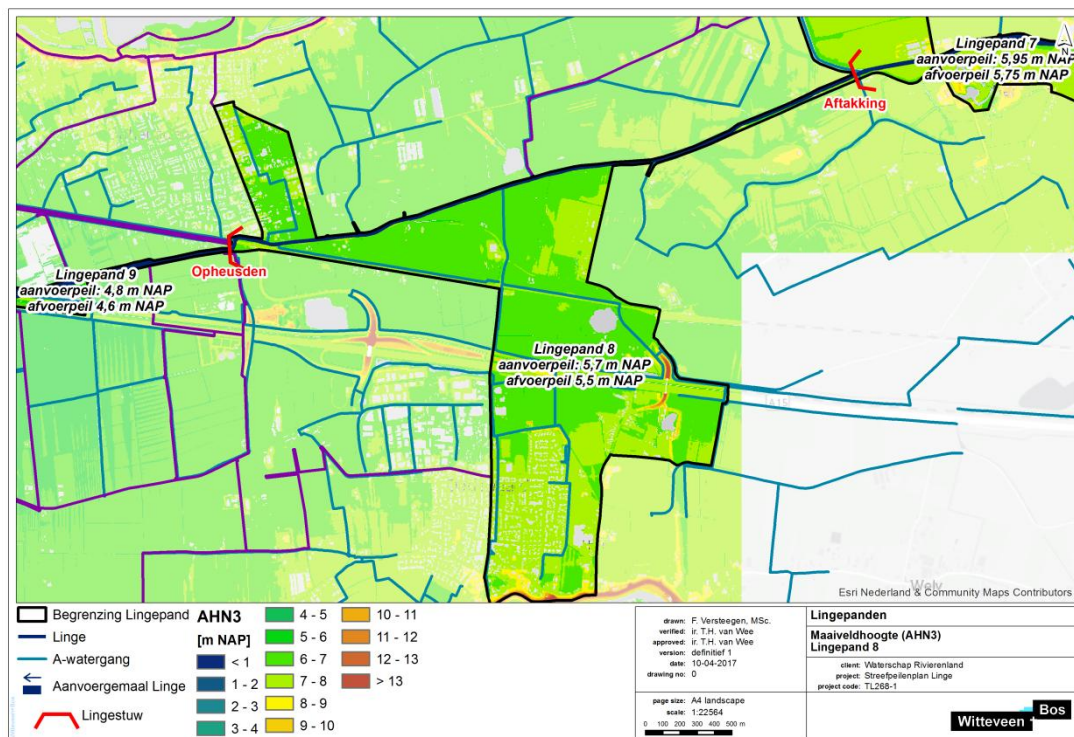 Lingepand 7
aanvoerpeil: 5,95 m NAP
afvoerpeil 5,75 m NAP
N
Aftakking
Opheusden
Lingepand 9
aanvoerpeil: 4,8 m NAP
afvoerpeil 4,6 m NAP
Lingepand 8
aanvoerpeil: 5,7 m NAP
afvoerpeil 5,5 m NAP
A15
Esri Nederland & Community Maps Contributors
Begrenzing Lingepand
Linge
A-watergang
Aanvoergemaal Linge
Lingestuw
AHN3
[m NAP]
< 1
1 - 2
2 - 3
3 - 4
4 - 5
5 - 6
6 - 7
7 - 8
8 - 9
9 - 10
10 - 11
11 - 12
12 - 13
> 13
drawn: F. Versteegen, MSc.
verified: ir. T.H. van Wee
approved: ir. T.H. van Wee
version: definitief 1
date: 10-04-2017
drawing no: 0
page size: A4 landscape
scale: 1:22564
0 100 200 300 400 500 m
Lingepanden
Maaiveldhoogte (AHN3)
Lingepand 8
client: Waterschap Rivierenland
project: Streefpeilenplan Linge
project code: TL268-1
Witteveen + Bos